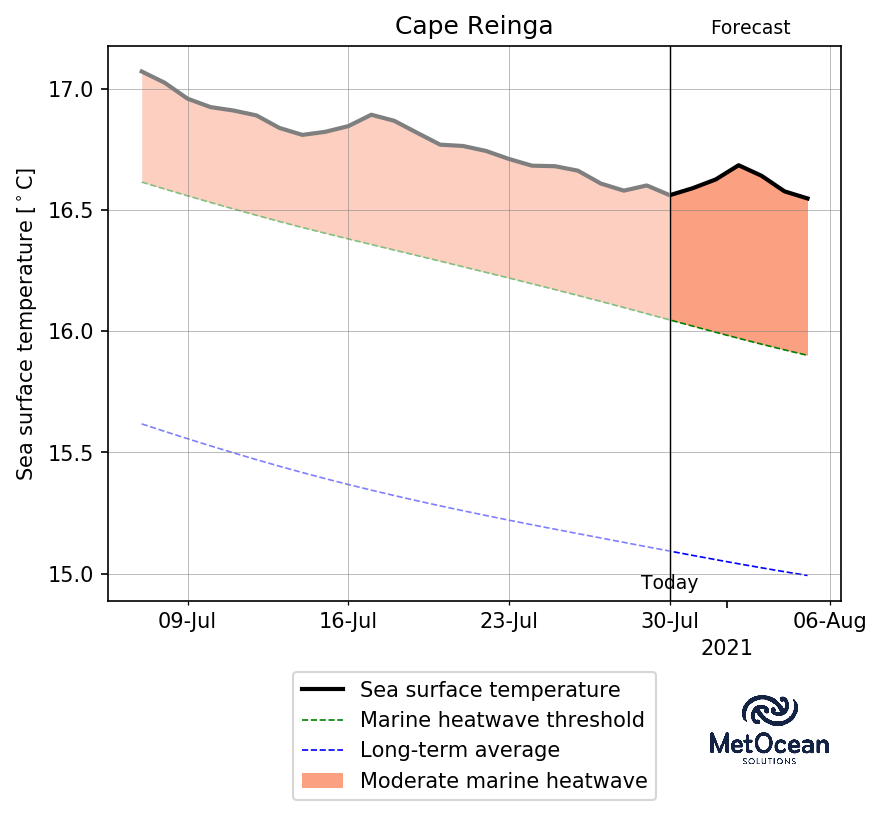 Cape Reinga
Forecast
17.0
16.5
16.0
15.5
15.0
Sea surface temperature [°C]
Today
09-Jul
16-Jul
23-Jul
30-Jul
06-Aug
2021
Sea surface temperature
Marine heatwave threshold
Long-term average
Moderate marine heatwave
MetOcean
SOLUTIONS